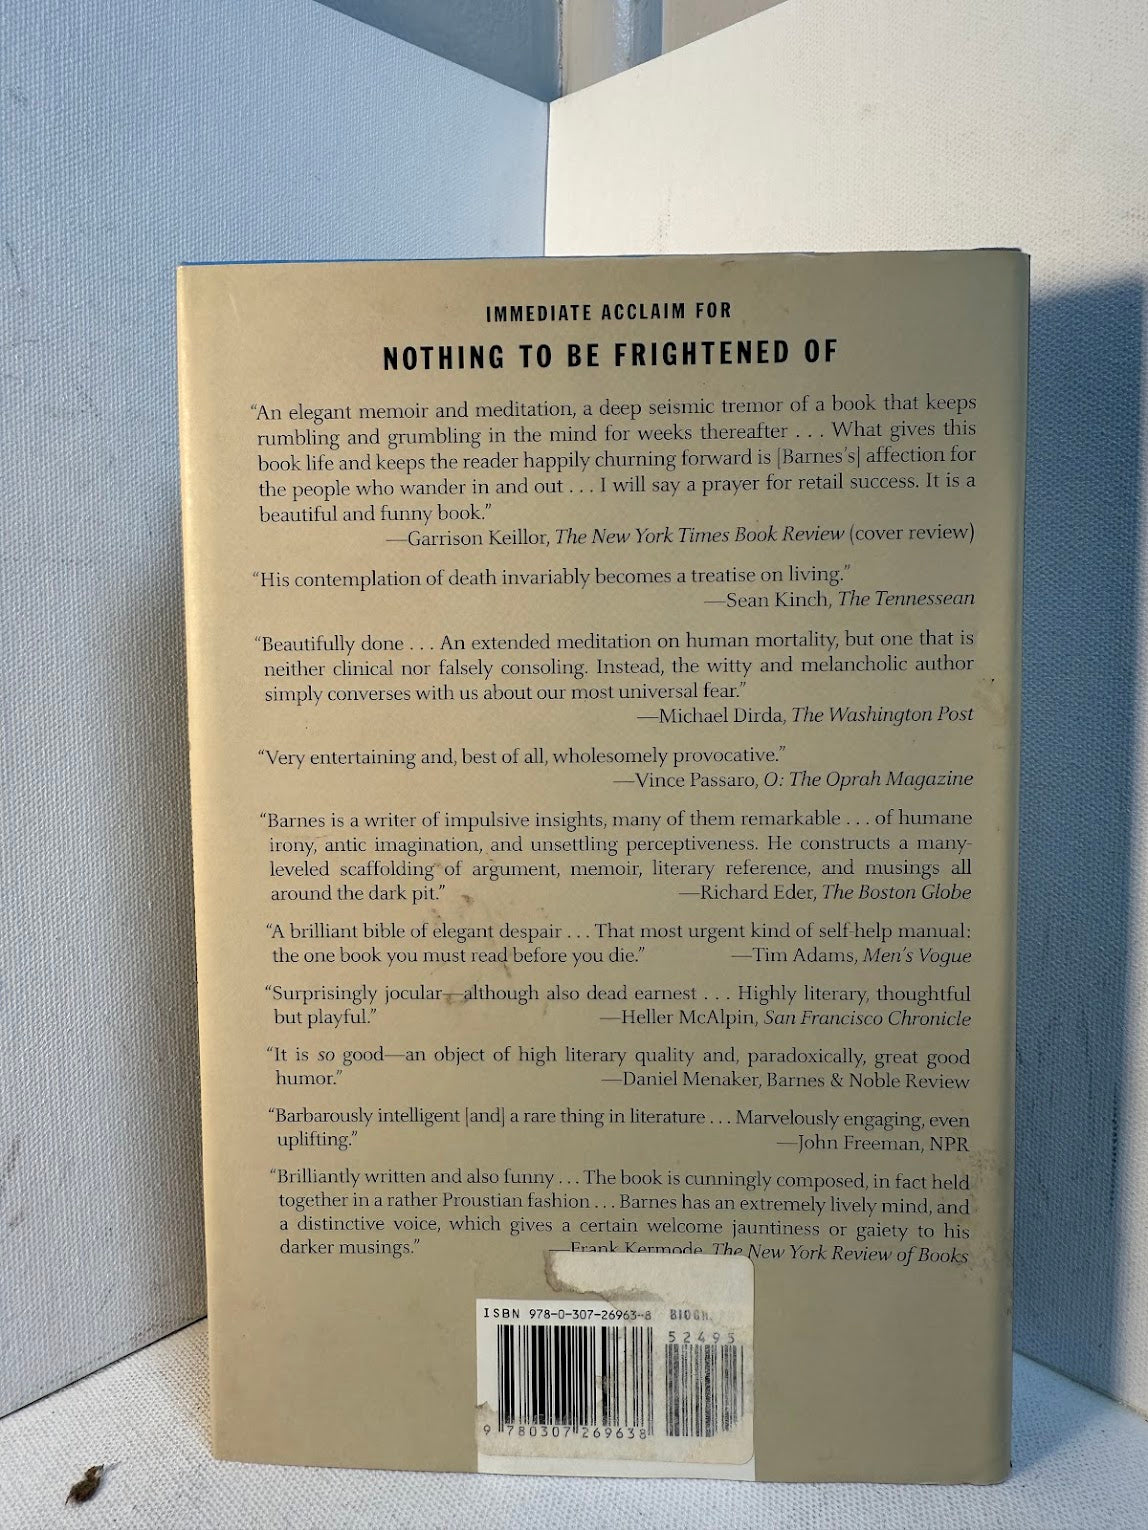 IMMEDIATE ACCLAIM FOR
NOTHING TO BE FRIGHTENED OF
“An elegant memoir and meditation, a deep seismic tremor of a book that keeps
rumbling and grumbling in the mind for weeks thereafter . . . What gives this
book life and keeps the reader happily churning forward is [Barnes’s] affection for
the people who wander in and out . . . I will say a prayer for retail success. It is a
beautiful and funny book.”
—Garrison Keillor, The New York Times Book Review (cover review)
“His contemplation of death invariably becomes a treatise on living.”
—Sean Kinch, The Tennessean
“Beautifully done . . . An extended meditation on human mortality, but one that is
neither clinical nor falsely consoling. Instead, the witty and melancholic author
simply converses with us about our most universal fear.”
—Michael Dirda, The Washington Post
“Very entertaining and, best of all, wholesomely provocative.”
—Vince Passaro, O: The Oprah Magazine
“Barnes is a writer of impulsive insights, many of them remarkable . . . of humane
irony, antic imagination, and unsettling perceptiveness. He constructs a many-
leveled scaffolding of argument, memoir, literary reference, and musings all
around the dark pit.” —Richard Eder, The Boston Globe
“A brilliant bible of elegant despair . . . That most urgent kind of self-help manual:
the one book you must read before you die.” —Tim Adams, Men’s Vogue
“Surprisingly jocular—although also dead earnest . . . Highly literary, thoughtful
but playful.” —Heller McAlpin, San Francisco Chronicle
“It is so good—an object of high literary quality and, paradoxically, great good
humor.” —Daniel Menaker, Barnes & Noble Review
“Barbarously intelligent [and] a rare thing in literature . . . Marvelously engaging, even
uplifting.” —John Freeman, NPR
“Brilliantly written and also funny . . . The book is cunningly composed, in fact held
together in a rather Proustian fashion . . . Barnes has an extremely lively mind, and
a distinctive voice, which gives a certain welcome jauntiness or gaiety to his
darker musings.” —Frank Kermode, The New York Review of Books
ISBN 978-0-307-26963-8
52495
9 780307 269638